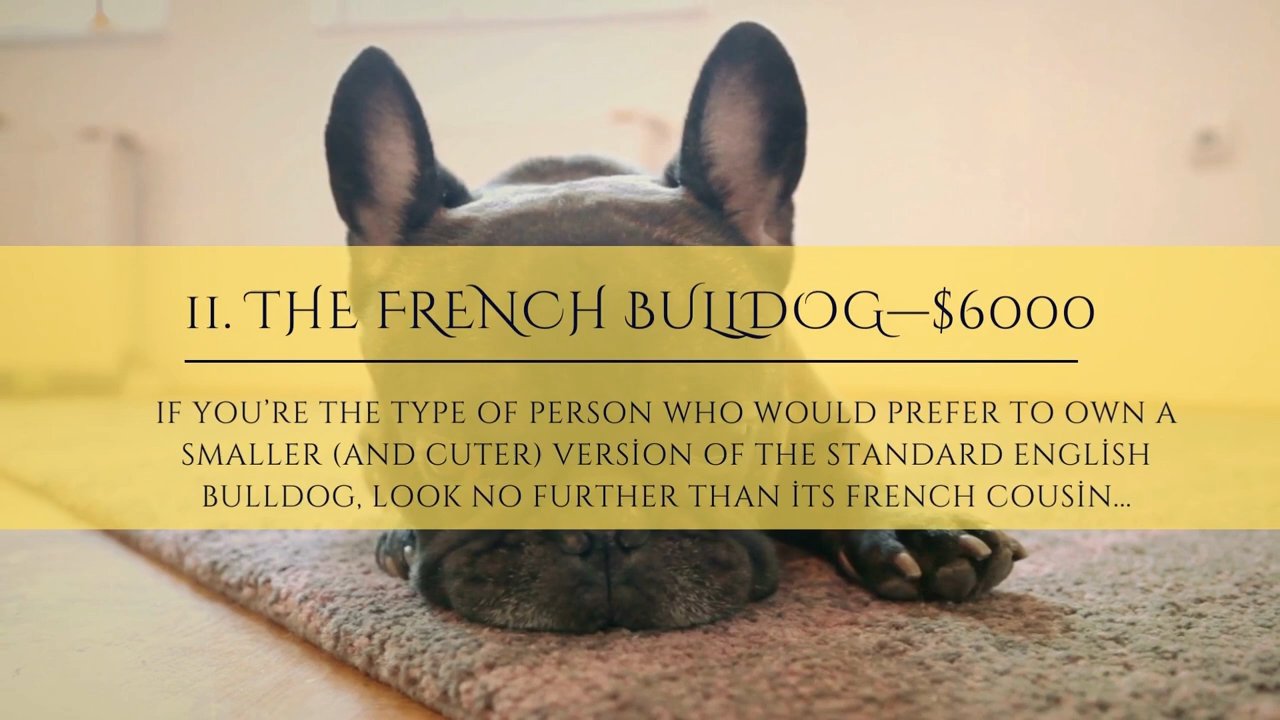 11. THE FRENCH BULLDOG—$6000
IF YOU’RE THE TYPE OF PERSON WHO WOULD PREFER TO OWN A
SMALLER (AND CUTER) VERSİON OF THE STANDARD ENGLİSH
BULLDOG, LOOK NO FURTHER THAN İTS FRENCH COUSİN...